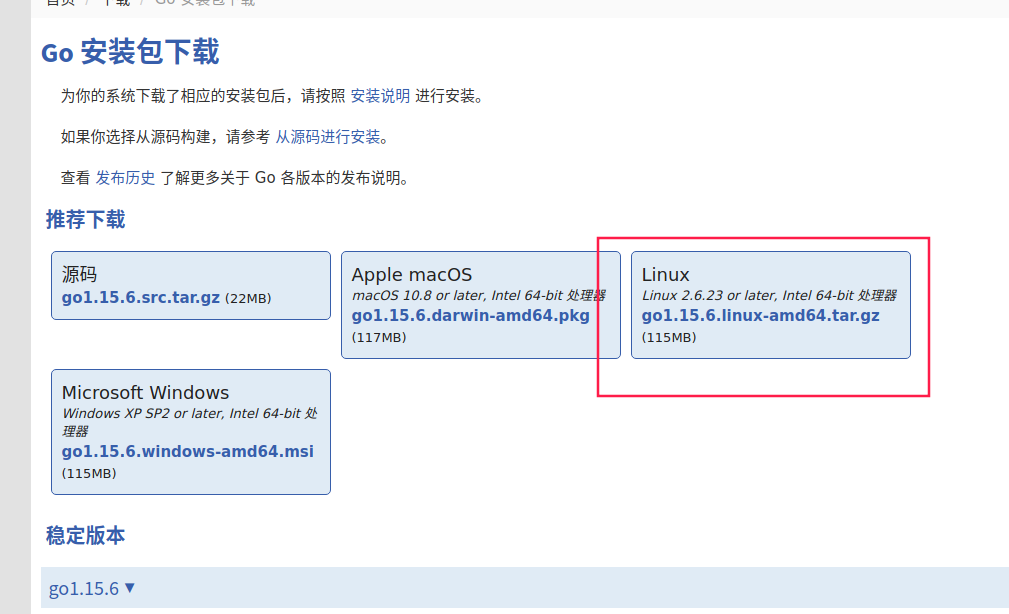 首页 / 下载 / Go 安装包下载
Go 安装包下载
为你的系统下载了相应的安装包后，请按照 安装说明 进行安装。
如果你选择从源码构建，请参考 从源码进行安装。
查看 发布历史 了解更多关于 Go 各版本的发布说明。
推荐下载
源码
go1.15.6.src.tar.gz (22MB)
Apple macOS
macOS 10.8 or later, Intel 64-bit 处理器
go1.15.6.darwin-amd64.pkg
(117MB)
Linux
Linux 2.6.23 or later, Intel 64-bit 处理器
go1.15.6.linux-amd64.tar.gz
(115MB)
Microsoft Windows
Windows XP SP2 or later, Intel 64-bit 处
理器
go1.15.6.windows-amd64.msi
(115MB)
稳定版本
go1.15.6 ▼